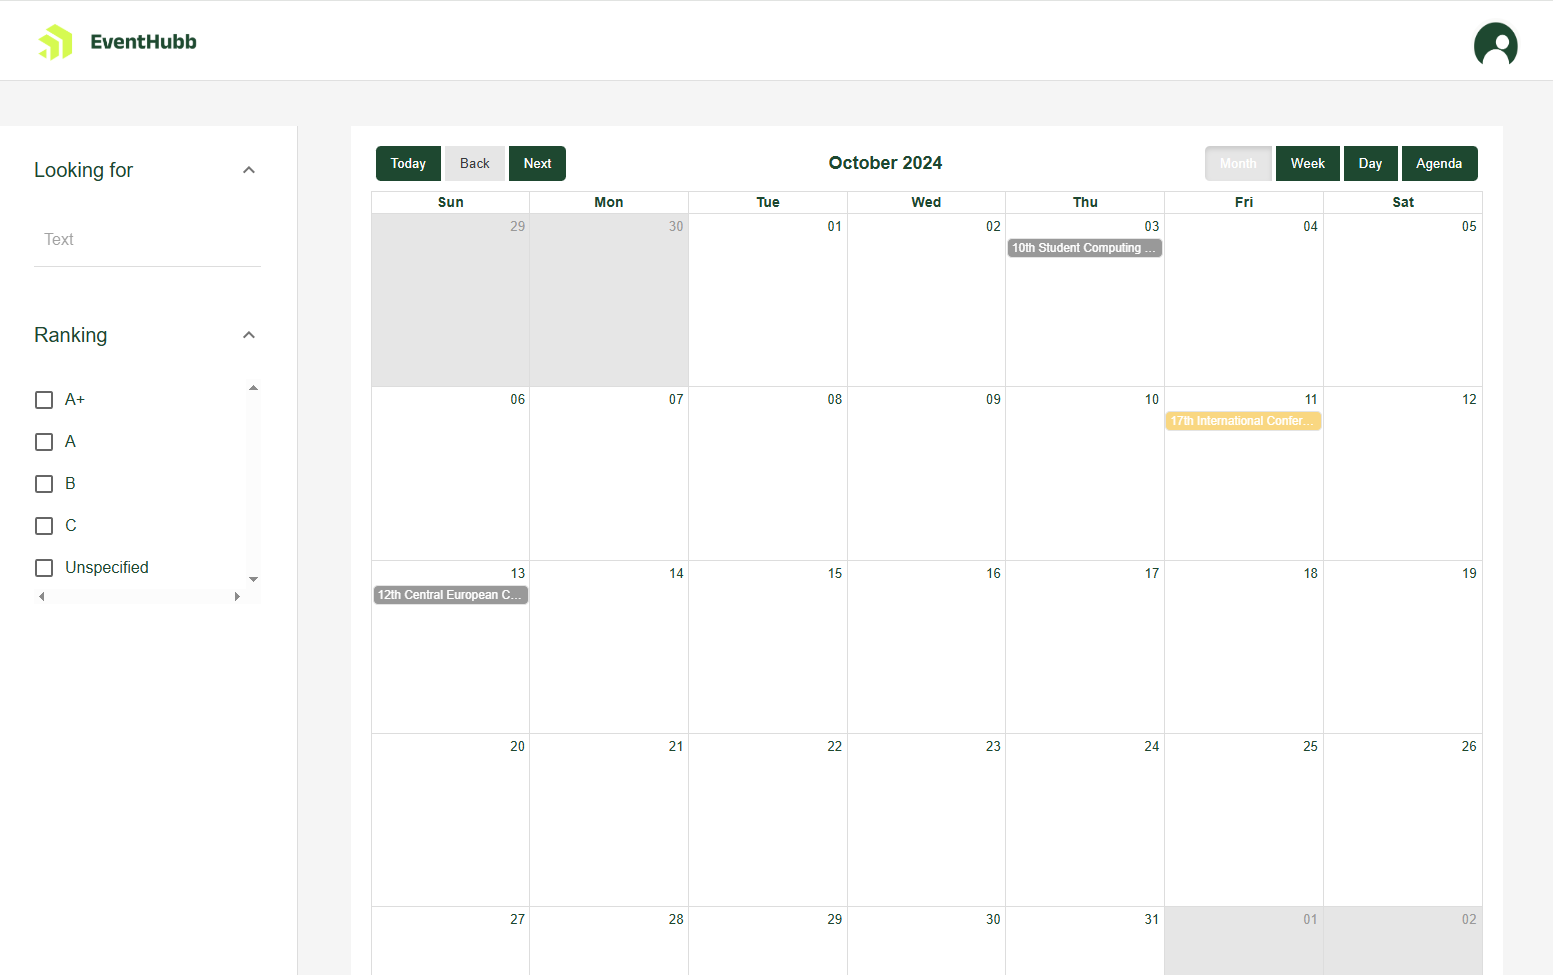 EventHubb
Looking for
Text
Ranking
A+
A
B
C
Unspecified
Today Back Next October 2024 Month Week Day Agenda
Sun Mon Tue Wed Thu Fri Sat
29 30 01 02 03 04 05
10th Student Computing ...
06 07 08 09 10 11 12
17th International Confer...
13 14 15 16 17 18 19
12th Central European C...
20 21 22 23 24 25 26
27 28 29 30 31 01 02